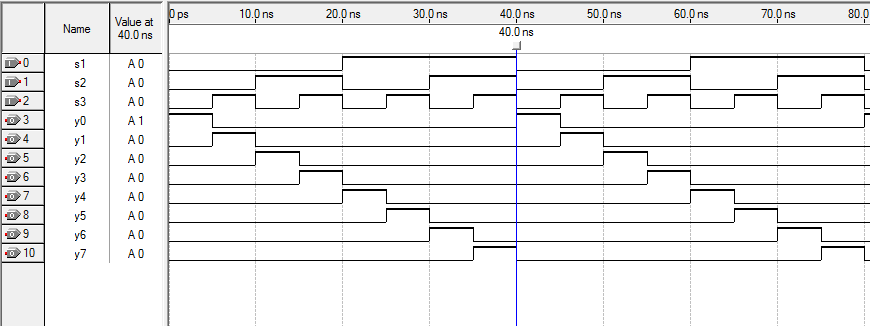 Name Value at 40.0 ns 0 ps 10.0 ns 20.0 ns 30.0 ns 40.0 ns 50.0 ns 60.0 ns 70.0 ns 80.0
40.0 ns
0 s1 A 0
1 s2 A 0
2 s3 A 0
3 y0 A 1
4 y1 A 0
5 y2 A 0
6 y3 A 0
7 y4 A 0
8 y5 A 0
9 y6 A 0
10 y7 A 0